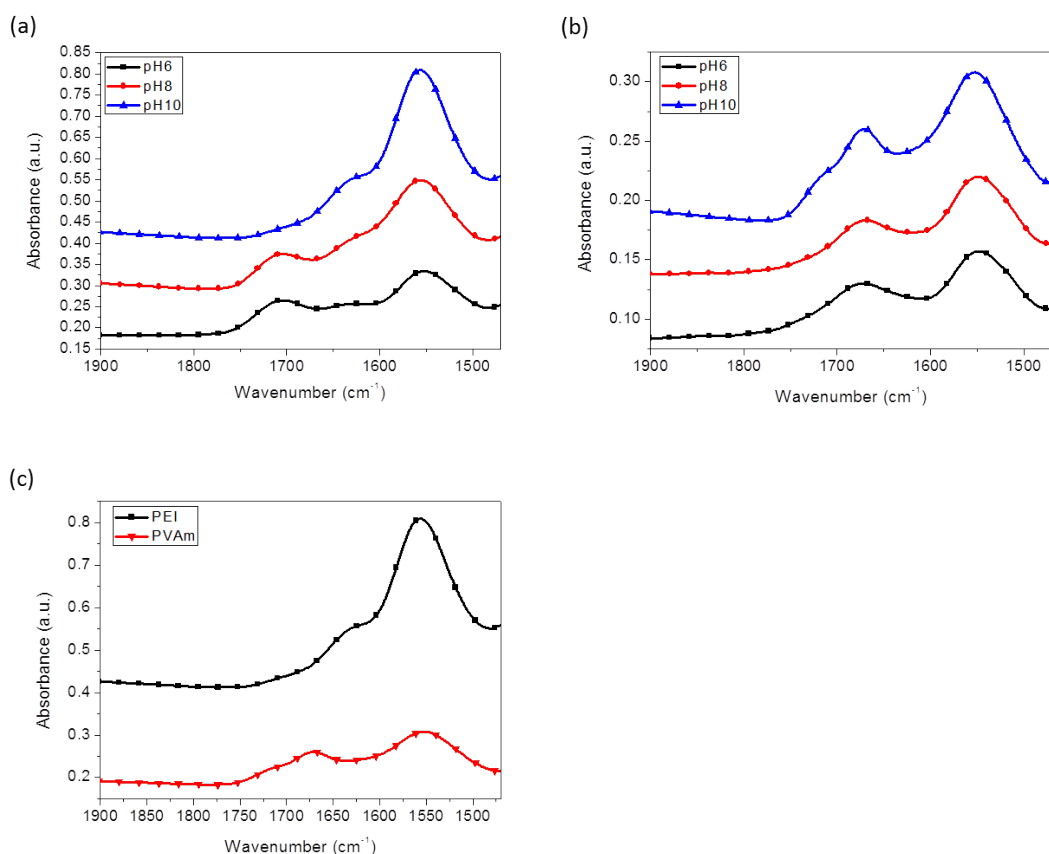 (a)
0.85
0.80
0.75
0.70
0.65
0.60
0.55
0.50
0.45
0.40
0.35
0.30
0.25
0.20
0.15
Absorbance (a.u.)
pH6
pH8
pH10
1900 1800 1700 1600 1500
Wavenumber (cm⁻¹)
(b)
0.30
0.25
0.20
0.15
0.10
Absorbance (a.u.)
pH6
pH8
pH10
1900 1800 1700 1600 1500
Wavenumber (cm⁻¹)
(c)
0.8
0.7
0.6
0.5
0.4
0.3
0.2
Absorbance (a.u.)
PEI
PVAm
1900 1850 1800 1750 1700 1650 1600 1550 1500
Wavenumber (cm⁻¹)